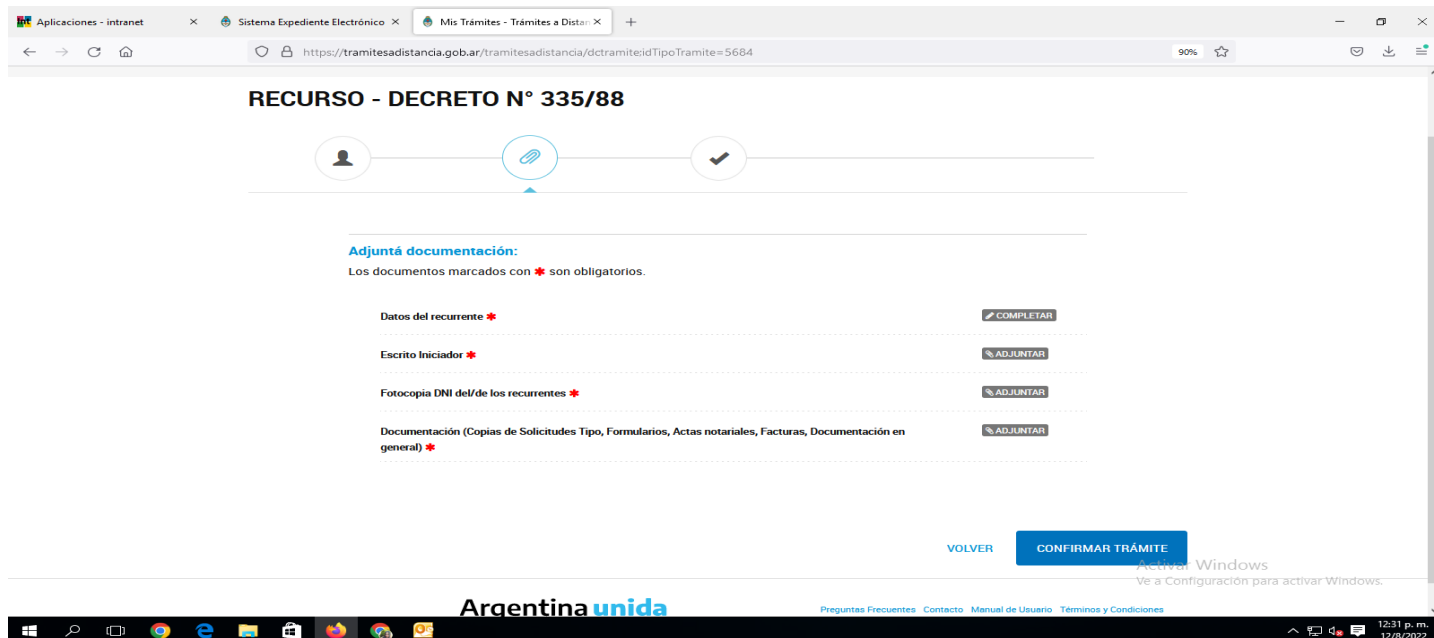 Aplicaciones - intranet
Sistema Expediente Electrónico
Mis Trámites - Trámites a Distan
https://tramitesadistancia.gob.ar/tramitesadistancia/dctramite;idTipoTramite=5684
90%
RECURSO - DECRETO N° 335/88
Adjuntá documentación:
Los documentos marcados con * son obligatorios.
Datos del recurrente *
COMPLETAR
Escrito Iniciador *
ADJUNTAR
Fotocopia DNI del/de los recurrentes *
ADJUNTAR
Documentación (Copias de Solicitudes Tipo, Formularios, Actas notariales, Facturas, Documentación en
general) *
ADJUNTAR
VOLVER
CONFIRMAR TRÁMITE
Activar Windows
Ve a Configuración para activar Windows.
Argentina unida
Preguntas Frecuentes Contacto Manual de Usuario Términos y Condiciones
12:31 p. m.
12/8/2022